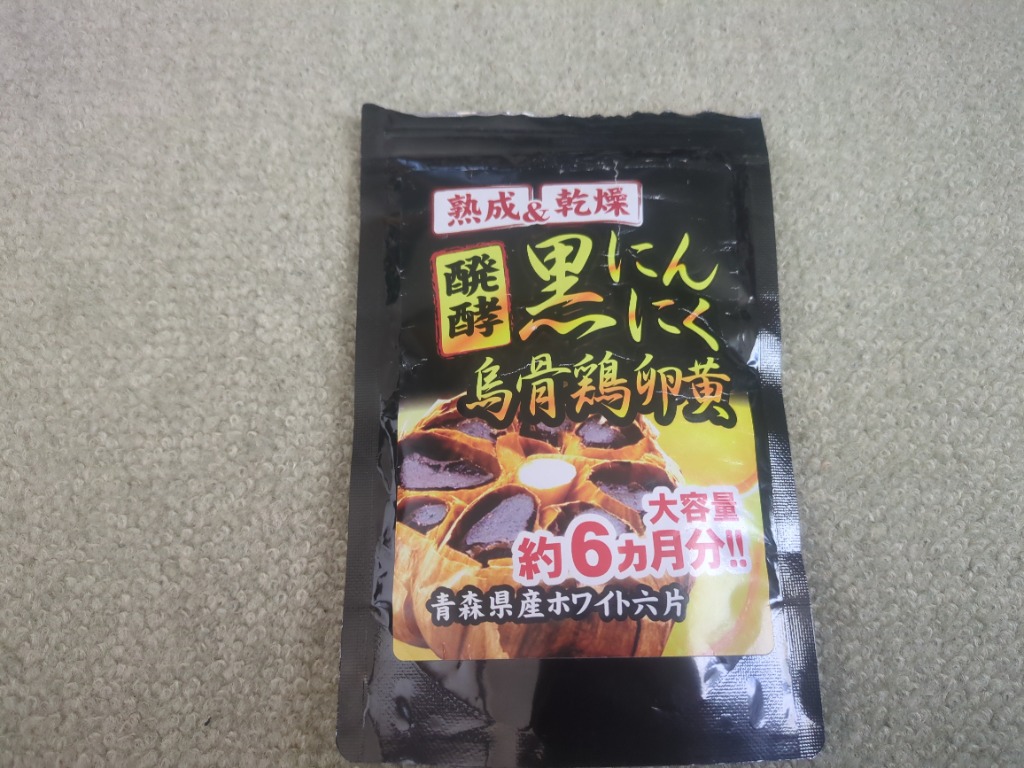 熟成&乾燥
醗酵
黒にんにく
烏骨鶏卵黄
大容量
約6カ月分!!
青森県産ホワイト六片